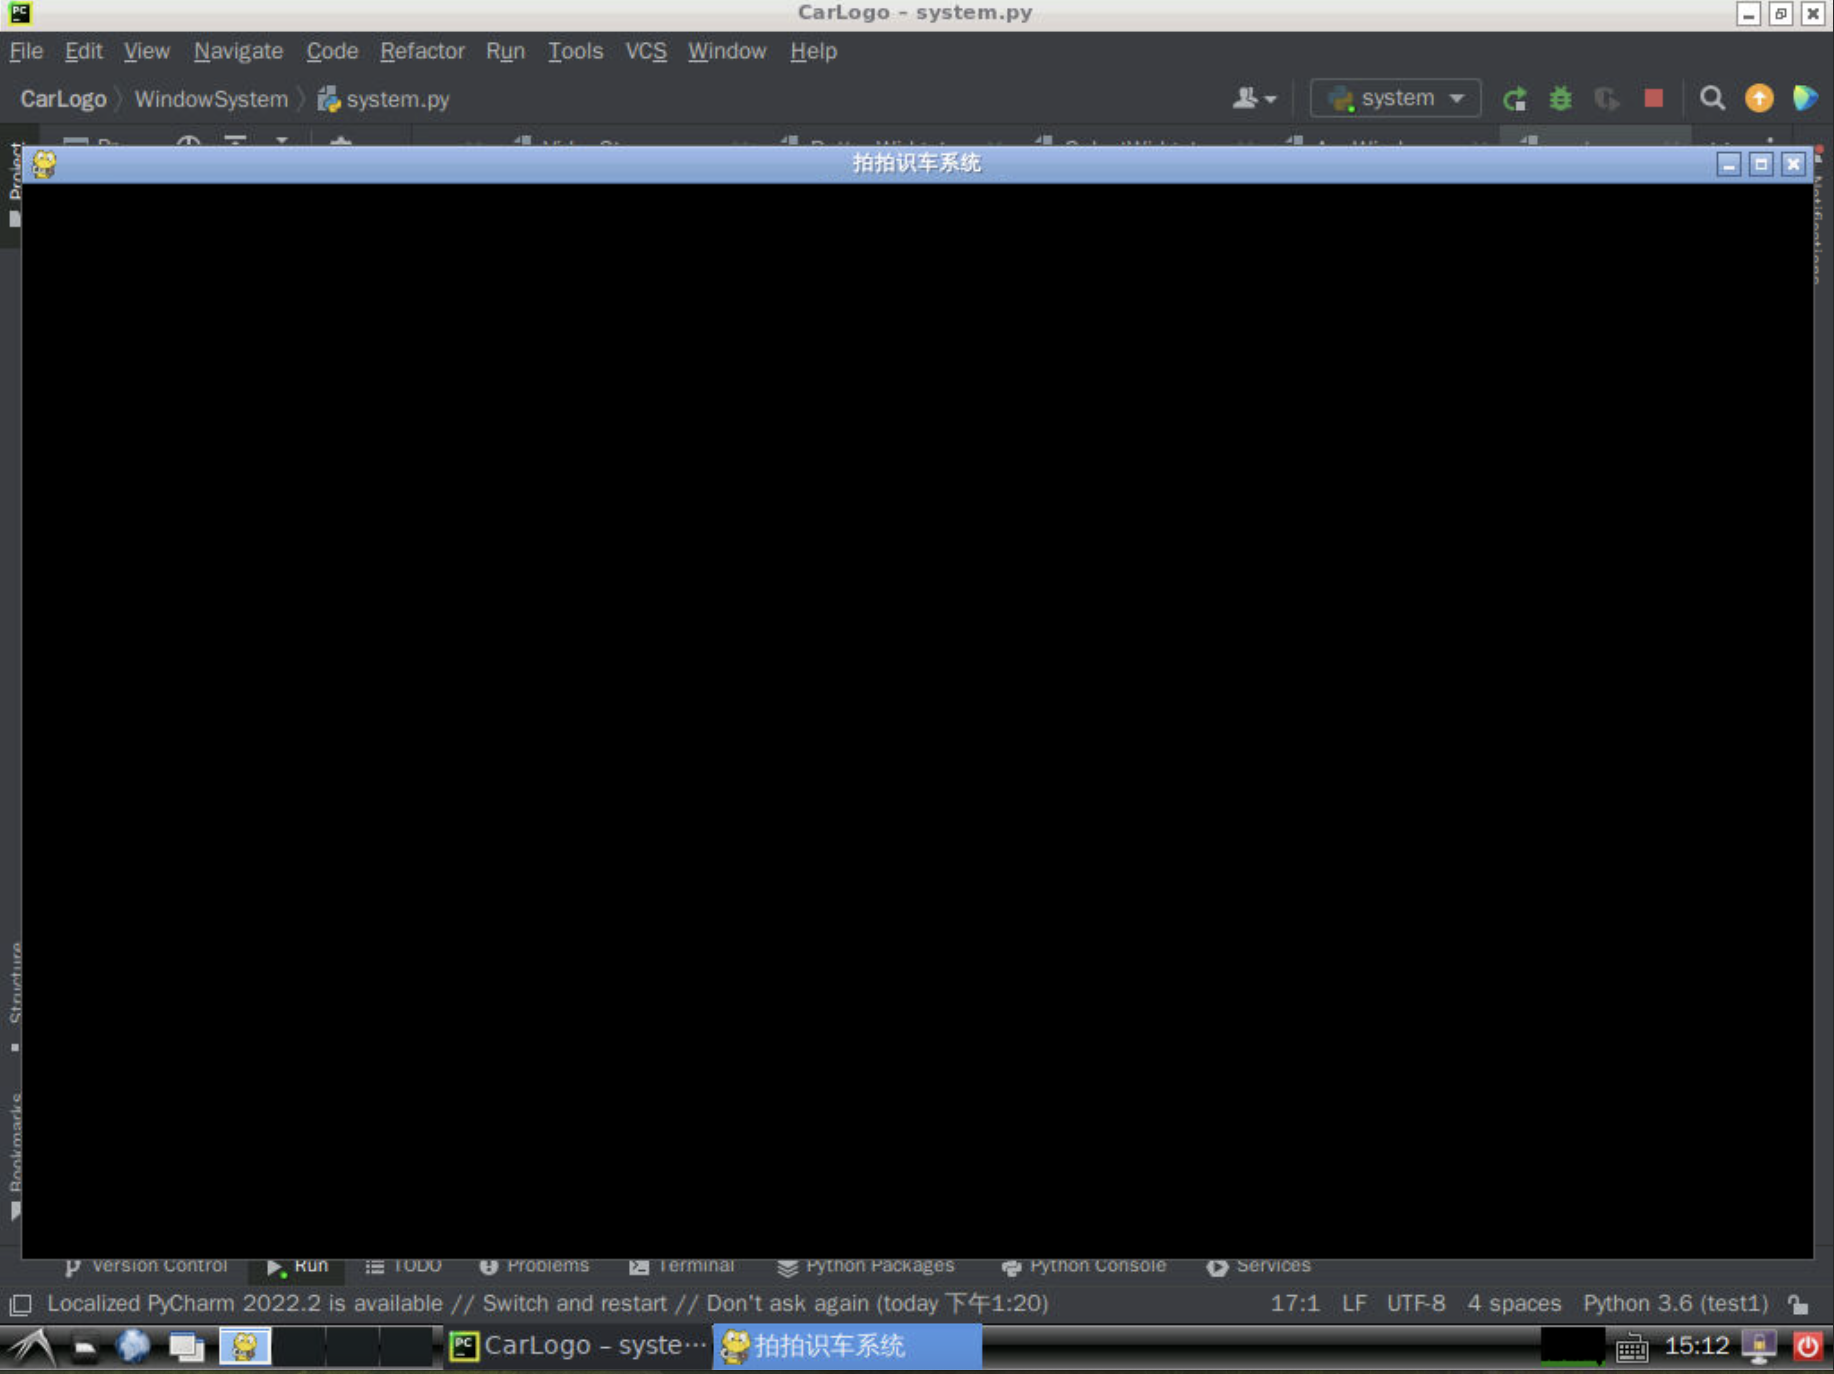 CarLogo – system.py
File Edit View Navigate Code Refactor Run Tools VCS Window Help
CarLogo WindowSystem system.py system
Project
拍拍识车系统
Notifications
Structure
Bookmarks
Version Control Run TODO Problems Terminal Python Packages Python Console Services
Localized PyCharm 2022.2 is available // Switch and restart // Don't ask again (today 下午1:20) 17:1 LF UTF-8 4 spaces Python 3.6 (test1)
CarLogo – syste··· 拍拍识车系统 15:12